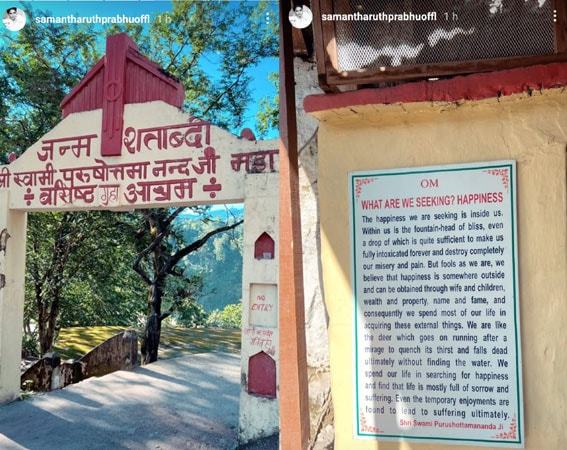 samantharuthprabhuoffl 1 h
जन्म शताब्दी
श्री स्वामी पुरुषोत्तमा नन्दजी महा
÷ वशिष्ठ गुहा आश्रम ÷
NO
ENTRY
samantharuthprabhuoffl 1 h
OM
WHAT ARE WE SEEKING? HAPPINESS
The happiness we are seeking is inside us.
Within us is the fountain-head of bliss, even
a drop of which is quite sufficient to make us
fully intoxicated forever and destroy completely
our misery and pain. But fools as we are, we
believe that happiness is somewhere outside
and can be obtained through wife and children,
wealth and property, name and fame, and
consequently we spend most of our life in
acquiring these external things. We are like
the deer which goes on running after a
mirage to quench its thirst and falls dead
ultimately without finding the water. We
spend our life in searching for happiness
and find that life is mostly full of sorrow and
suffering. Even the temporary enjoyments are
found to lead to suffering ultimately.
Shri Swami Purushottamananda Ji